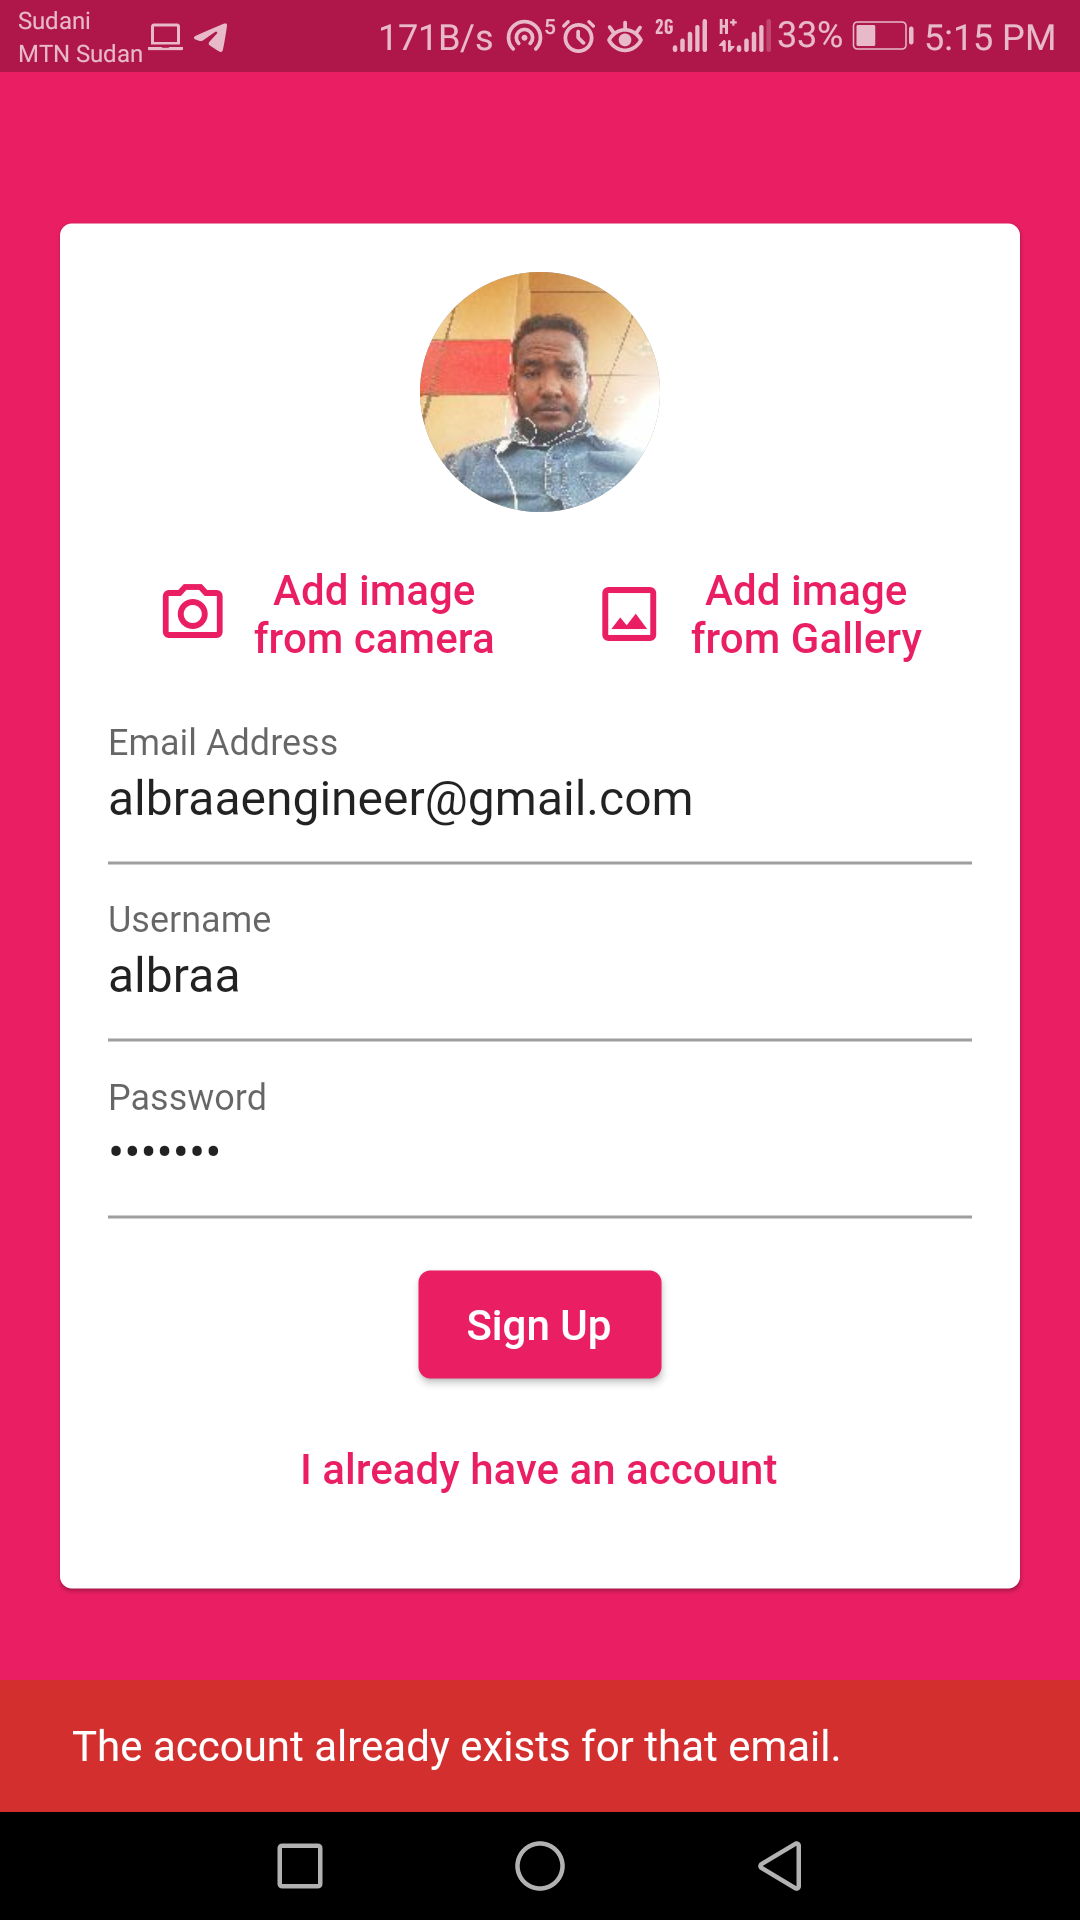 Sudani
MTN Sudan
171B/s 5 2G H+ 33% 5:15 PM
Add image
from camera
Add image
from Gallery
Email Address
albraaengineer@gmail.com
Username
albraa
Password
•••••••
Sign Up
I already have an account
The account already exists for that email.